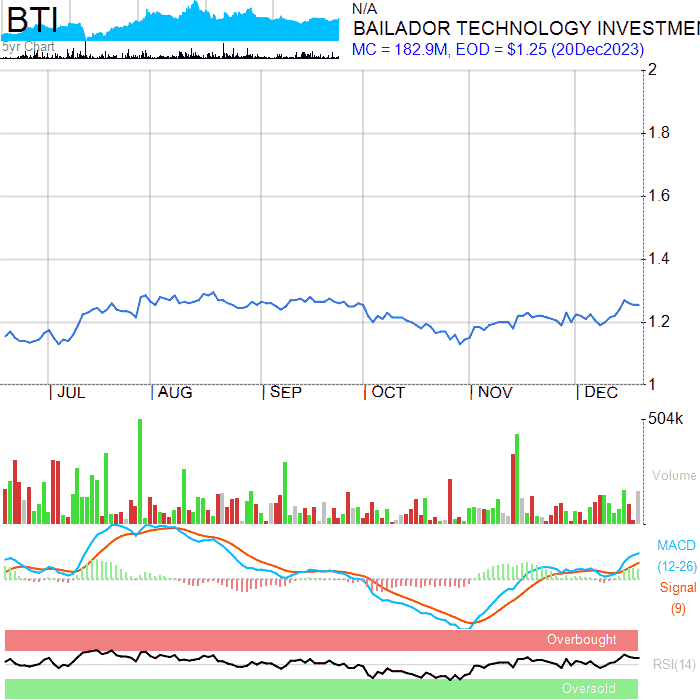 BTI
5yr Chart
N/A
BAILADOR TECHNOLOGY INVESTMEN
MC = 182.9M, EOD = $1.25 (20Dec2023)
2
1.8
1.6
1.4
1.2
1
JUL
AUG
SEP
OCT
NOV
DEC
504k
Volume
MACD
(12-26)
Signal
(9)
Overbought
RSI(14)
Oversold